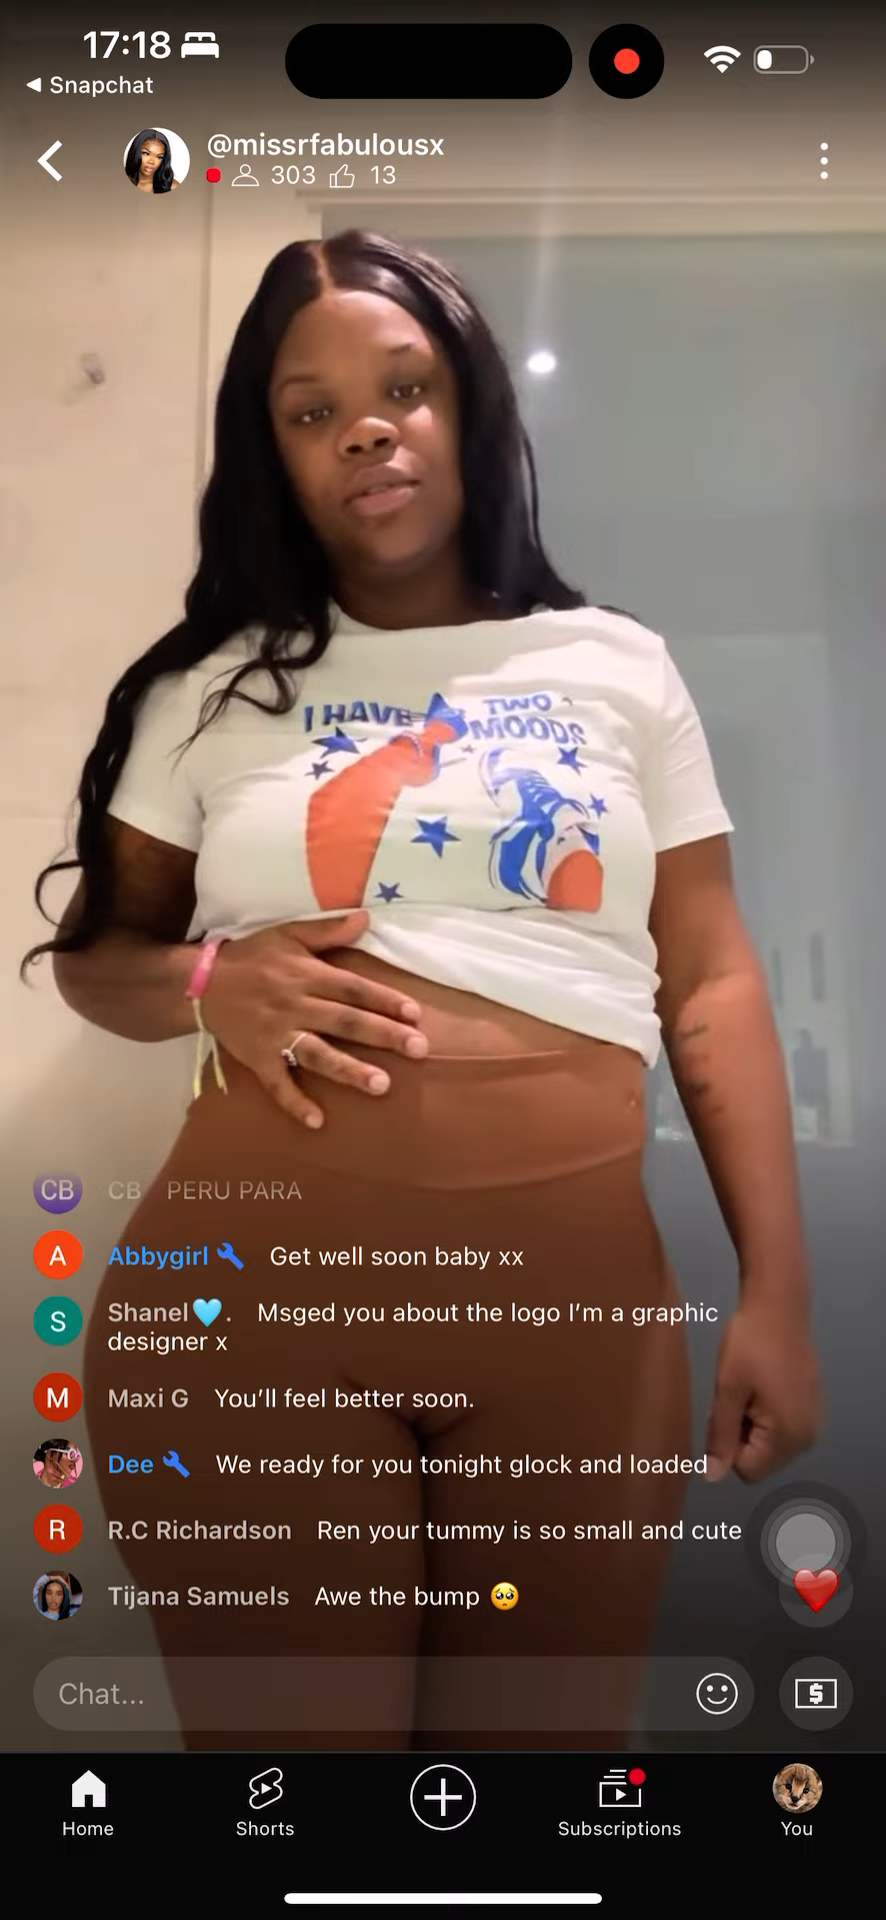 17:18
Snapchat
@missrfabulousx
303 13
I HAVE TWO
MOODS
CB CB PERU PARA
A Abbygirl Get well soon baby xx
S Shanel🩵. Msged you about the logo I'm a graphic
designer x
M Maxi G You'll feel better soon.
Dee We ready for you tonight glock and loaded
R R.C Richardson Ren your tummy is so small and cute
Tijana Samuels Awe the bump 🥺
Chat...
Home Shorts Subscriptions You